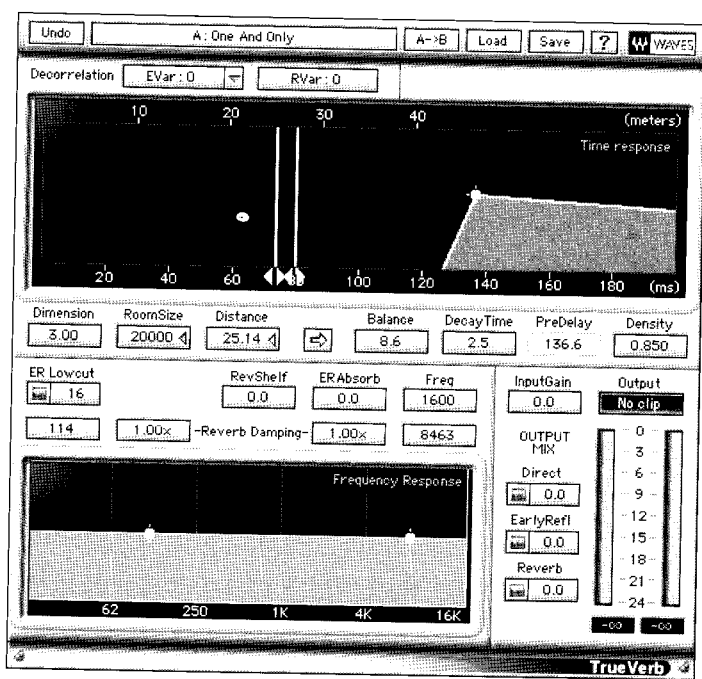 Undo A: One And Only A->B Load Save ? WAVES
Decorrelation EVar: 0 RVar: 0
10 20 30 40 (meters)
Time response
20 40 60 80 100 120 140 160 180 (ms)
Dimension RoomSize Distance Balance DecayTime PreDelay Density
3.00 20000 25.14 8.6 2.5 136.6 0.850
ER Lowcut RevShelf ERAbsorb Freq
16 0.0 0.0 1600
114 1.00x -Reverb Damping- 1.00x 8463
Frequency Response
62 250 1K 4K 16K
InputGain Output
0.0 No clip
OUTPUT MIX
Direct
0.0
EarlyRefl
0.0
Reverb
0.0
0
3
6
9
12
15
18
21
24
-oo -oo
TrueVerb